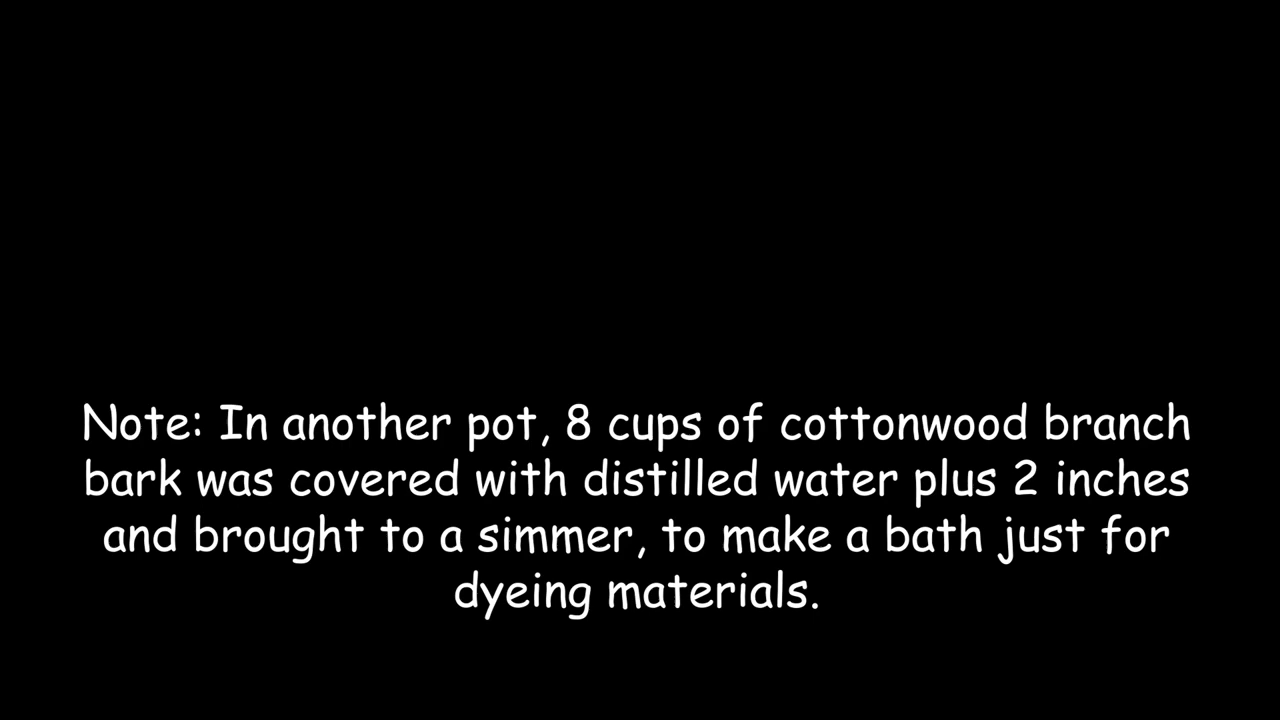 Note: In another pot, 8 cups of cottonwood branch
bark was covered with distilled water plus 2 inches
and brought to a simmer, to make a bath just for
dyeing materials.